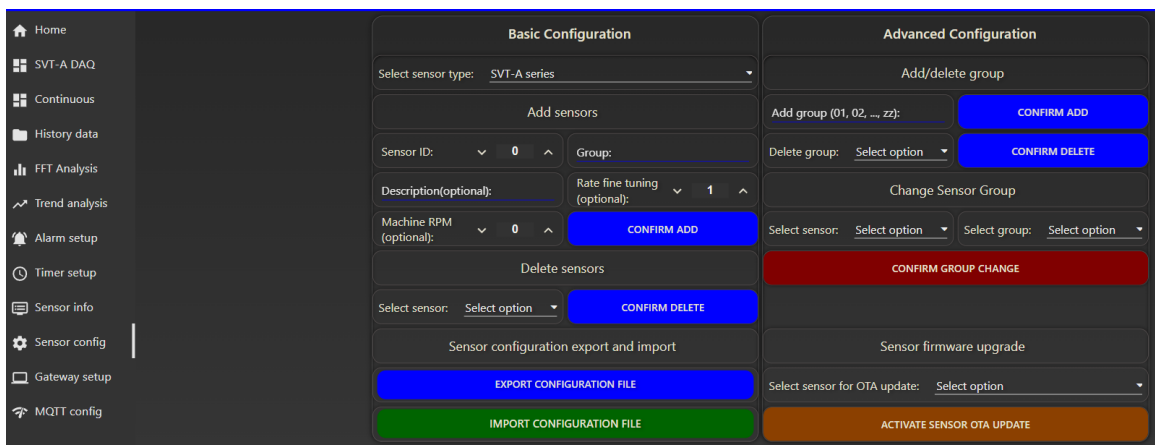 Home
SVT-A DAQ
Continuous
History data
FFT Analysis
Trend analysis
Alarm setup
Timer setup
Sensor info
Sensor config
Gateway setup
MQTT config
Basic Configuration
Select sensor type: SVT-A series
Add sensors
Sensor ID: 0 Group:
Description(optional): Rate fine tuning
(optional): 1
Machine RPM
(optional): 0 CONFIRM ADD
Delete sensors
Select sensor: Select option CONFIRM DELETE
Sensor configuration export and import
EXPORT CONFIGURATION FILE
IMPORT CONFIGURATION FILE
Advanced Configuration
Add/delete group
Add group (01, 02, ..., zz): CONFIRM ADD
Delete group: Select option CONFIRM DELETE
Change Sensor Group
Select sensor: Select option Select group: Select option
CONFIRM GROUP CHANGE
Sensor firmware upgrade
Select sensor for OTA update: Select option
ACTIVATE SENSOR OTA UPDATE